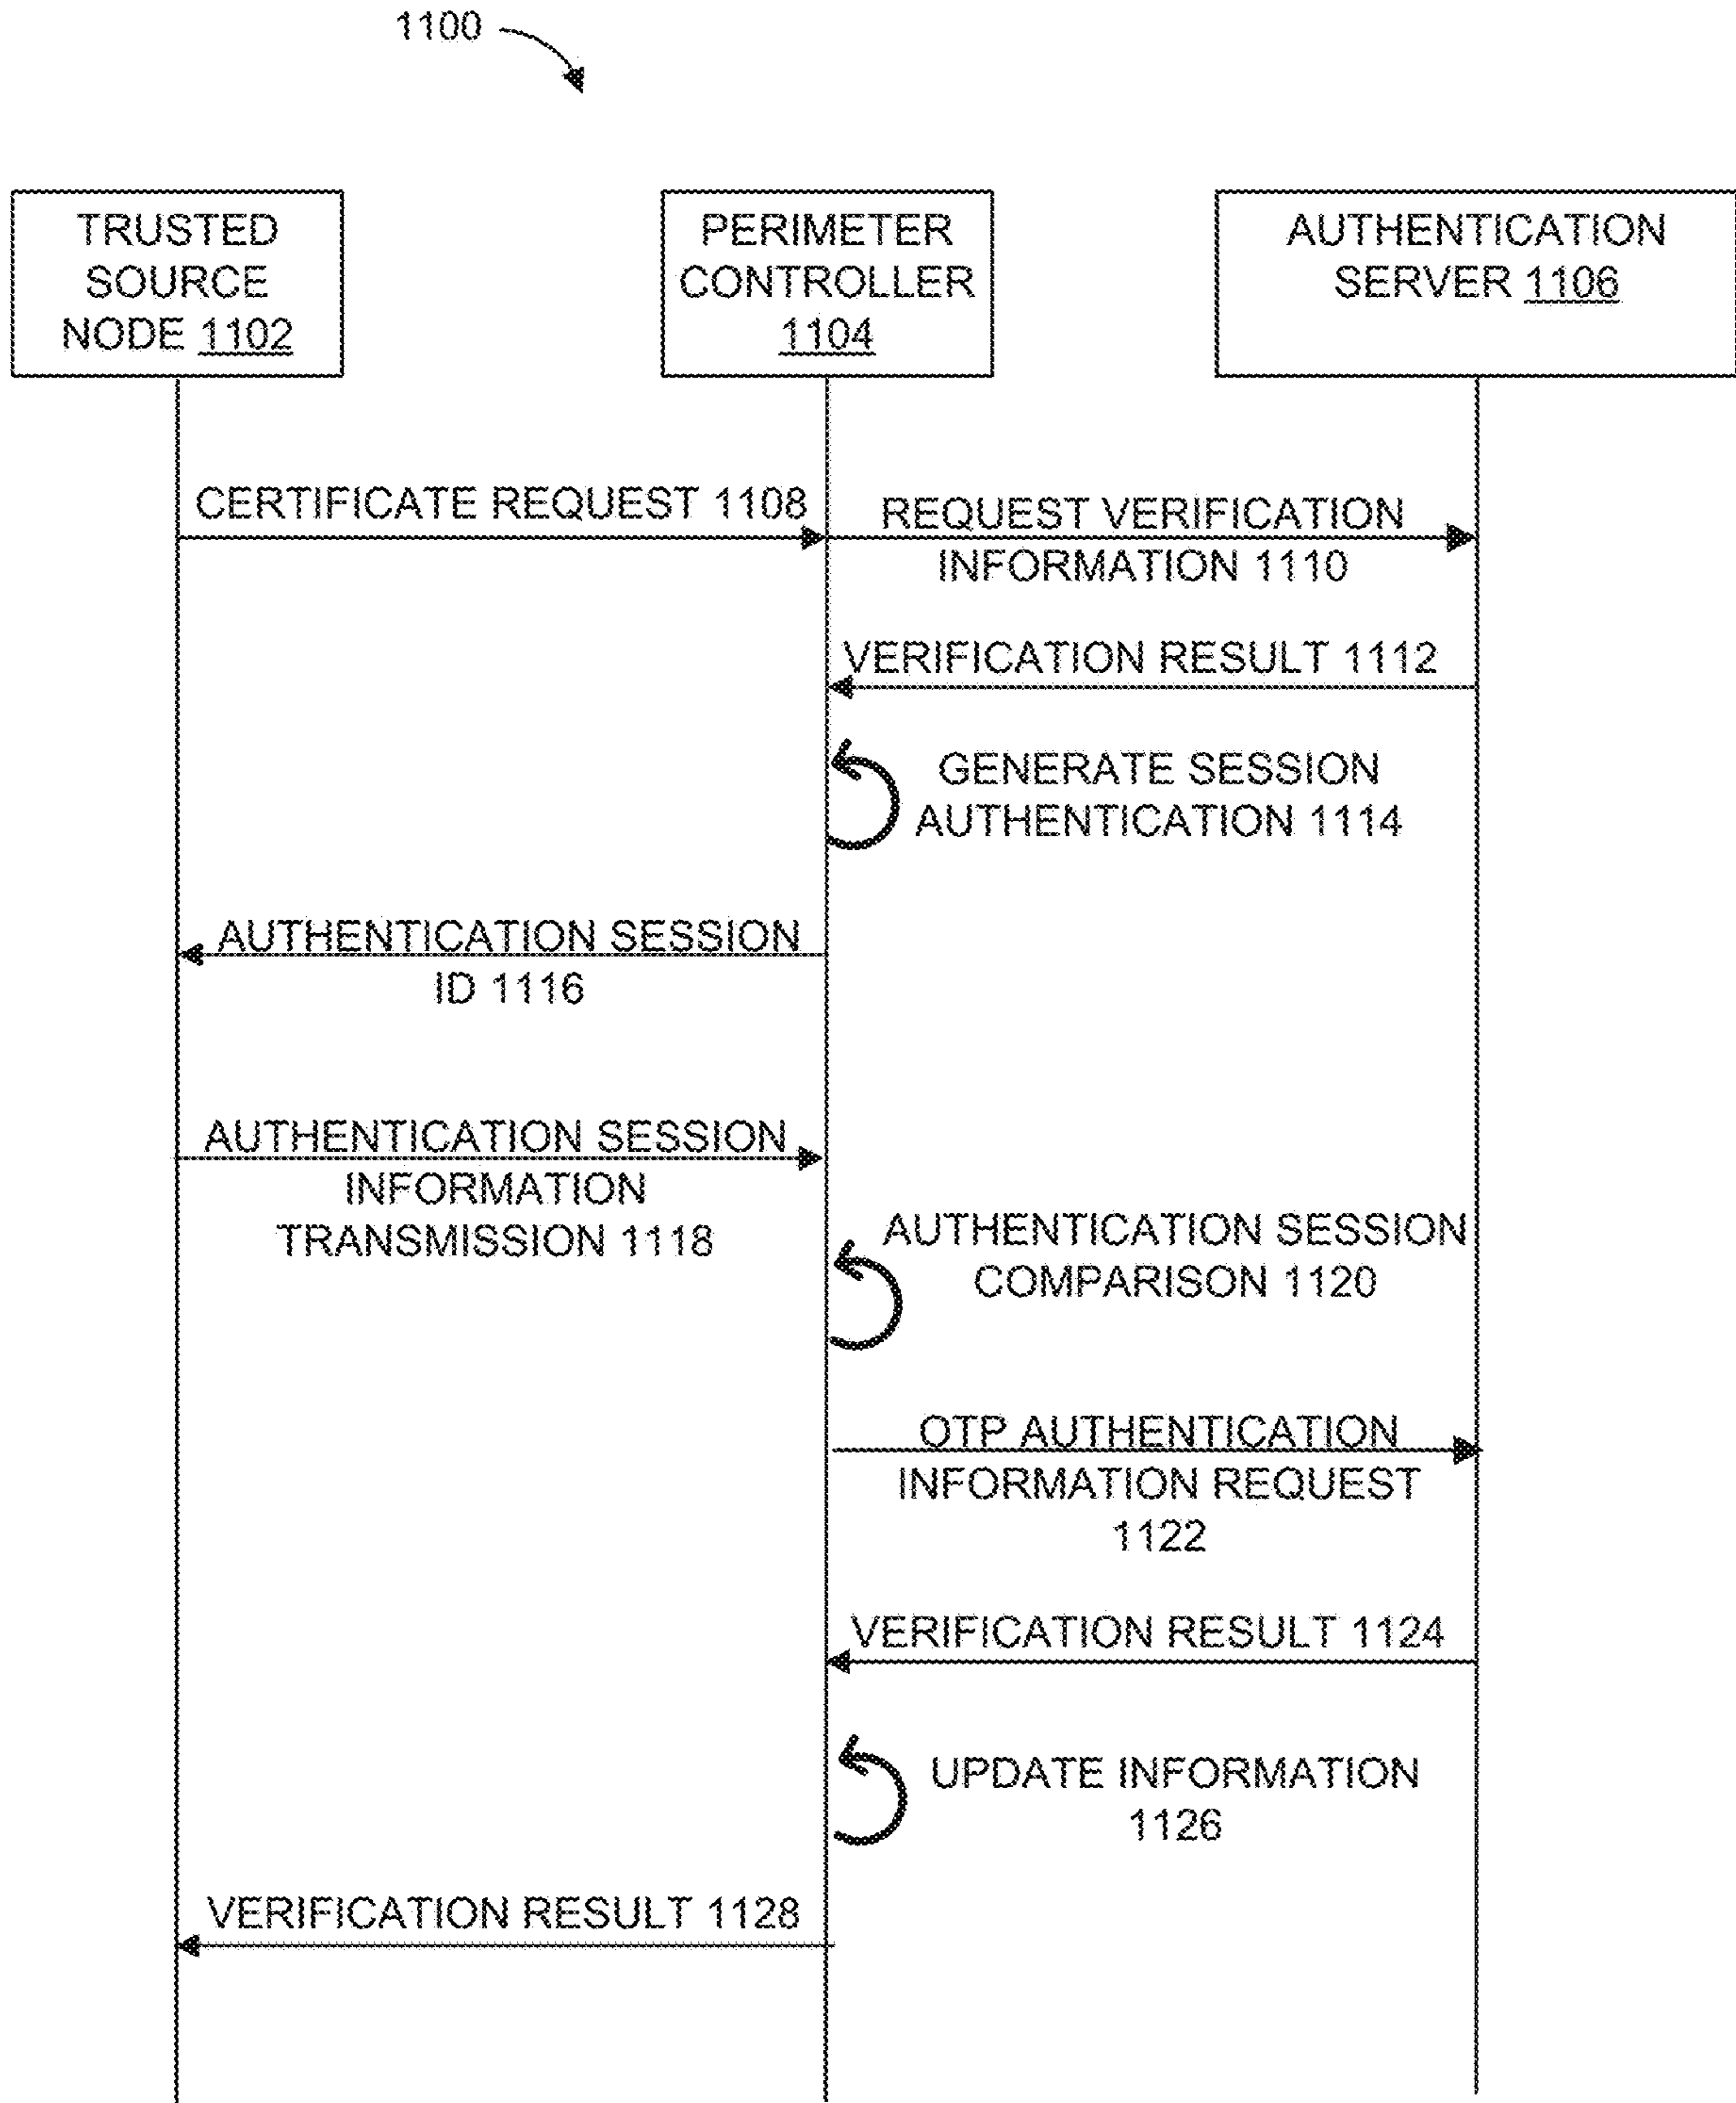 1100
TRUSTED
SOURCE
NODE 1102
PERIMETER
CONTROLLER
1104
AUTHENTICATION
SERVER 1106
CERTIFICATE REQUEST 1108
REQUEST VERIFICATION
INFORMATION 1110
VERIFICATION RESULT 1112
GENERATE SESSION
AUTHENTICATION 1114
AUTHENTICATION SESSION
ID 1116
AUTHENTICATION SESSION
INFORMATION
TRANSMISSION 1118
AUTHENTICATION SESSION
COMPARISON 1120
OTP AUTHENTICATION
INFORMATION REQUEST
1122
VERIFICATION RESULT 1124
UPDATE INFORMATION
1126
VERIFICATION RESULT 1128